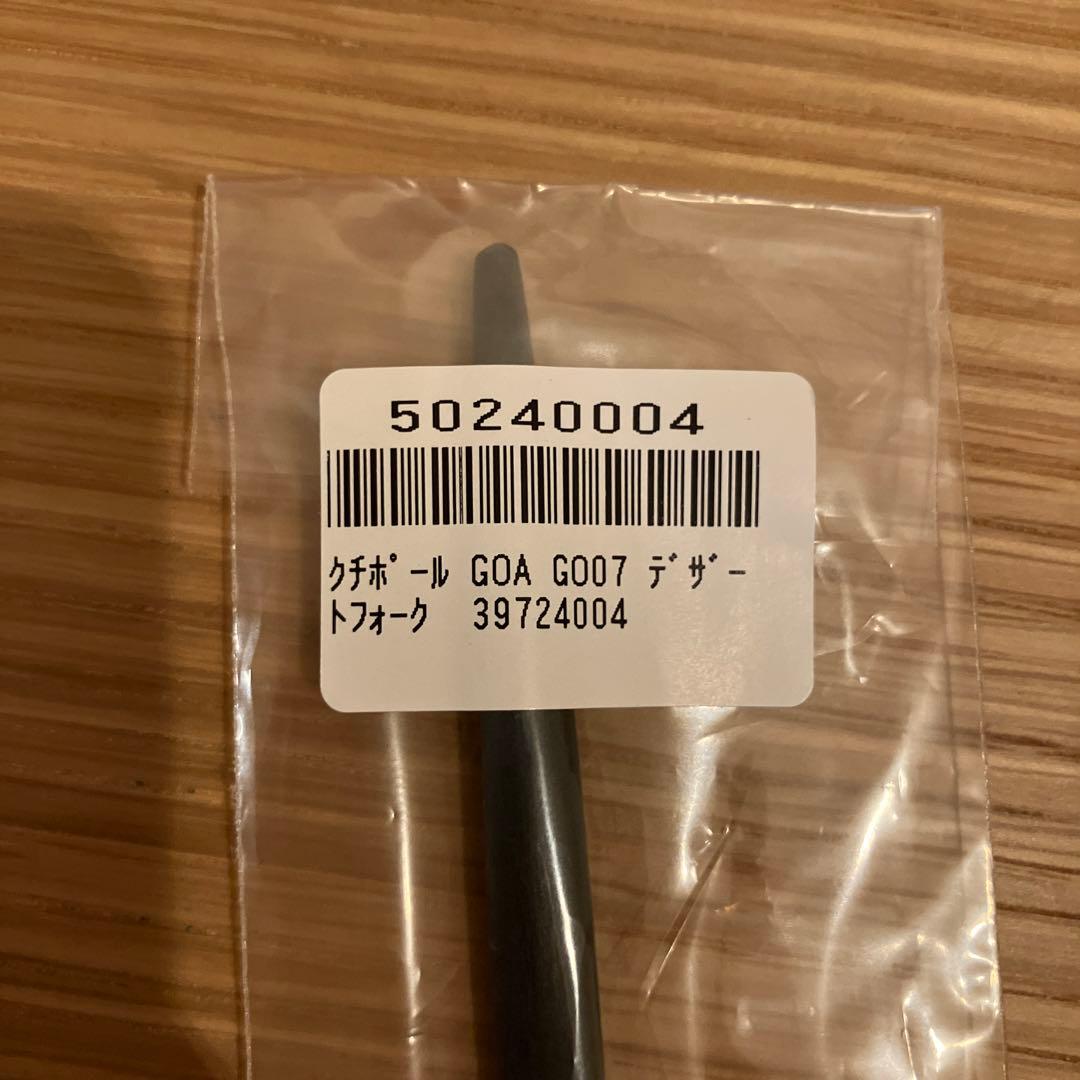 50240004
ｸﾁﾎﾟｰﾙ GOA GO07 ﾃﾞｻﾞｰ
ﾄﾌｫｰｸ 39724004